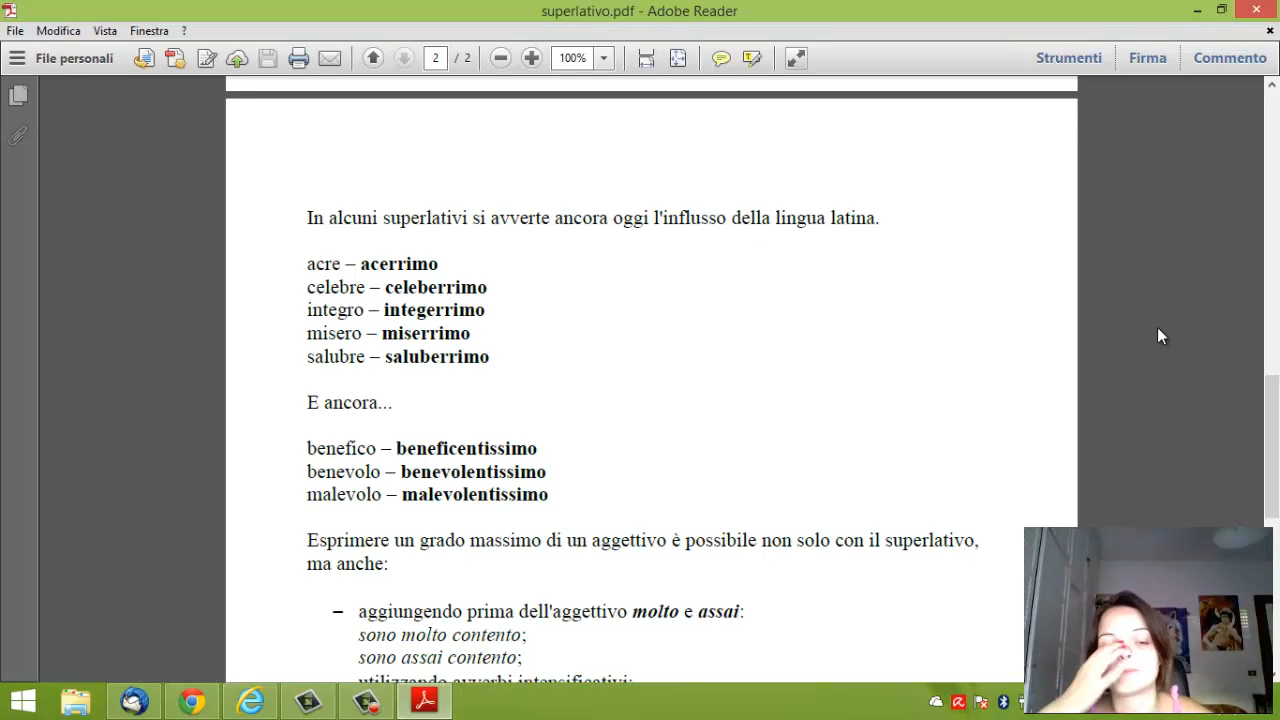 superlativo.pdf - Adobe Reader
File Modifica Vista Finestra ?
File personali 2 / 2 100% Strumenti Firma Commento
In alcuni superlativi si avverte ancora oggi l'influsso della lingua latina.
acre – acerrimo
celebre – celeberrimo
integro – integerrimo
misero – miserrimo
salubre – saluberrimo
E ancora...
benefico – beneficentissimo
benevolo – benevolentissimo
malevolo – malevolentissimo
Esprimere un grado massimo di un aggettivo è possibile non solo con il superlativo,
ma anche:
– aggiungendo prima dell'aggettivo molto e assai:
sono molto contento;
sono assai contento;
utilizzando avverbi intensificativi: